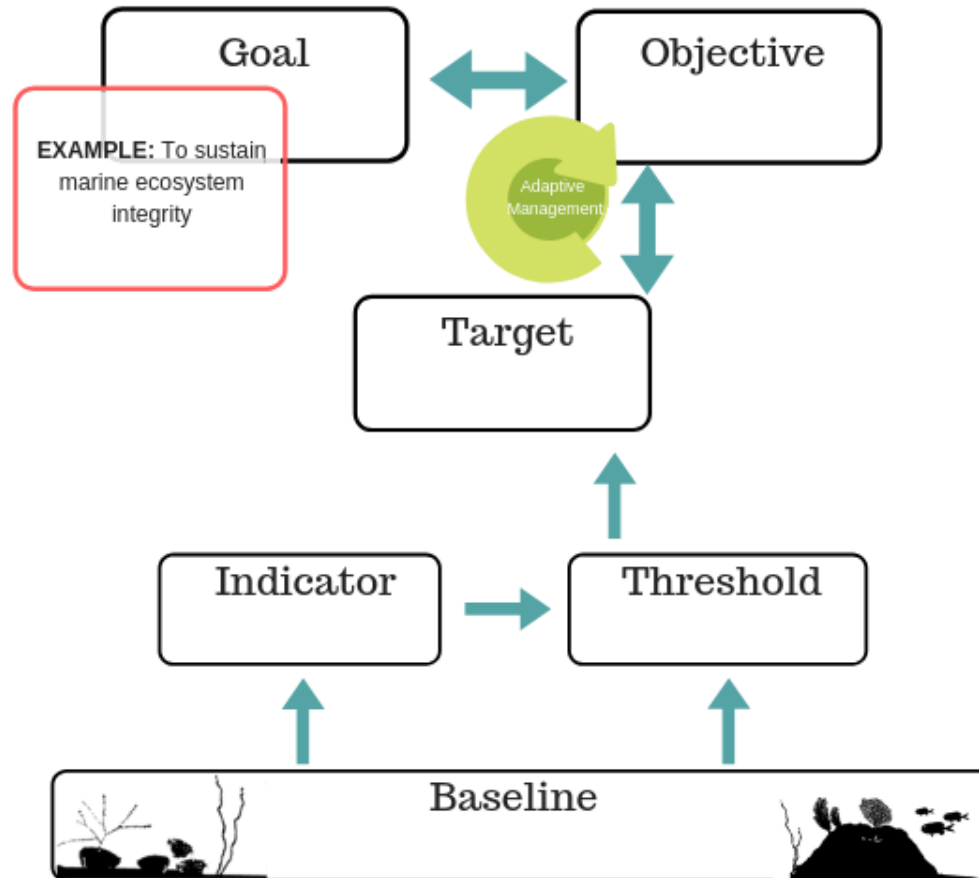 Goal
Objective
EXAMPLE: To sustain
marine ecosystem
integrity
Adaptive
Management
Target
Indicator
Threshold
Baseline